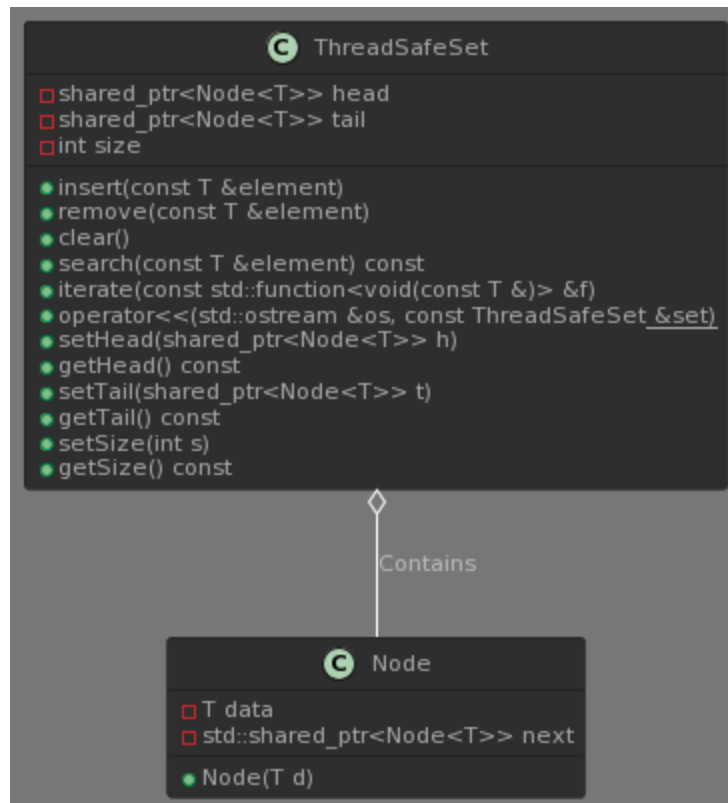 C ThreadSafeSet
shared_ptr<Node<T>> head
shared_ptr<Node<T>> tail
int size
insert(const T &element)
remove(const T &element)
clear()
search(const T &element) const
iterate(const std::function<void(const T &)> &f)
operator<<(std::ostream &os, const ThreadSafeSet &set)
setHead(shared_ptr<Node<T>> h)
getHead() const
setTail(shared_ptr<Node<T>> t)
getTail() const
setSize(int s)
getSize() const
Contains
C Node
T data
std::shared_ptr<Node<T>> next
Node(T d)